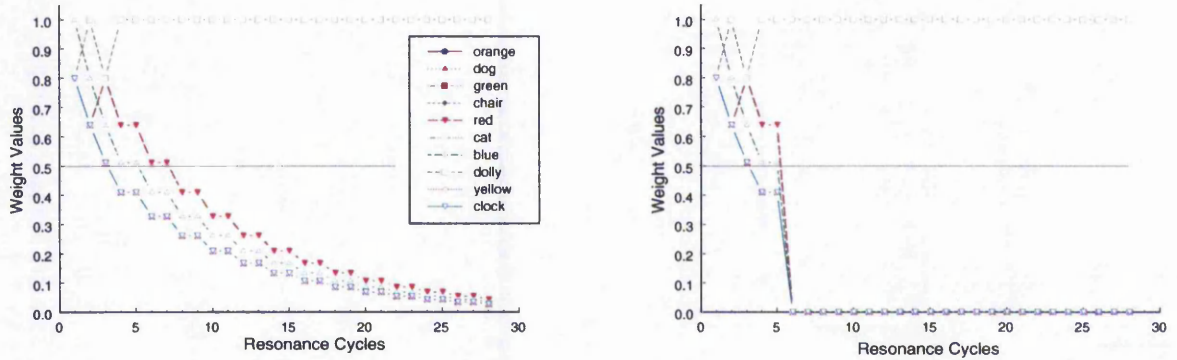 1.0
0.9
0.8
0.7
0.6
0.5
0.4
0.3
0.2
0.1
0.0
Weight Values
0 5 10 15 20 25 30
Resonance Cycles
orange
dog
green
chair
red
cat
blue
dolly
yellow
clock
1.0
0.9
0.8
0.7
0.6
0.5
0.4
0.3
0.2
0.1
0.0
Weight Values
0 5 10 15 20 25 30
Resonance Cycles